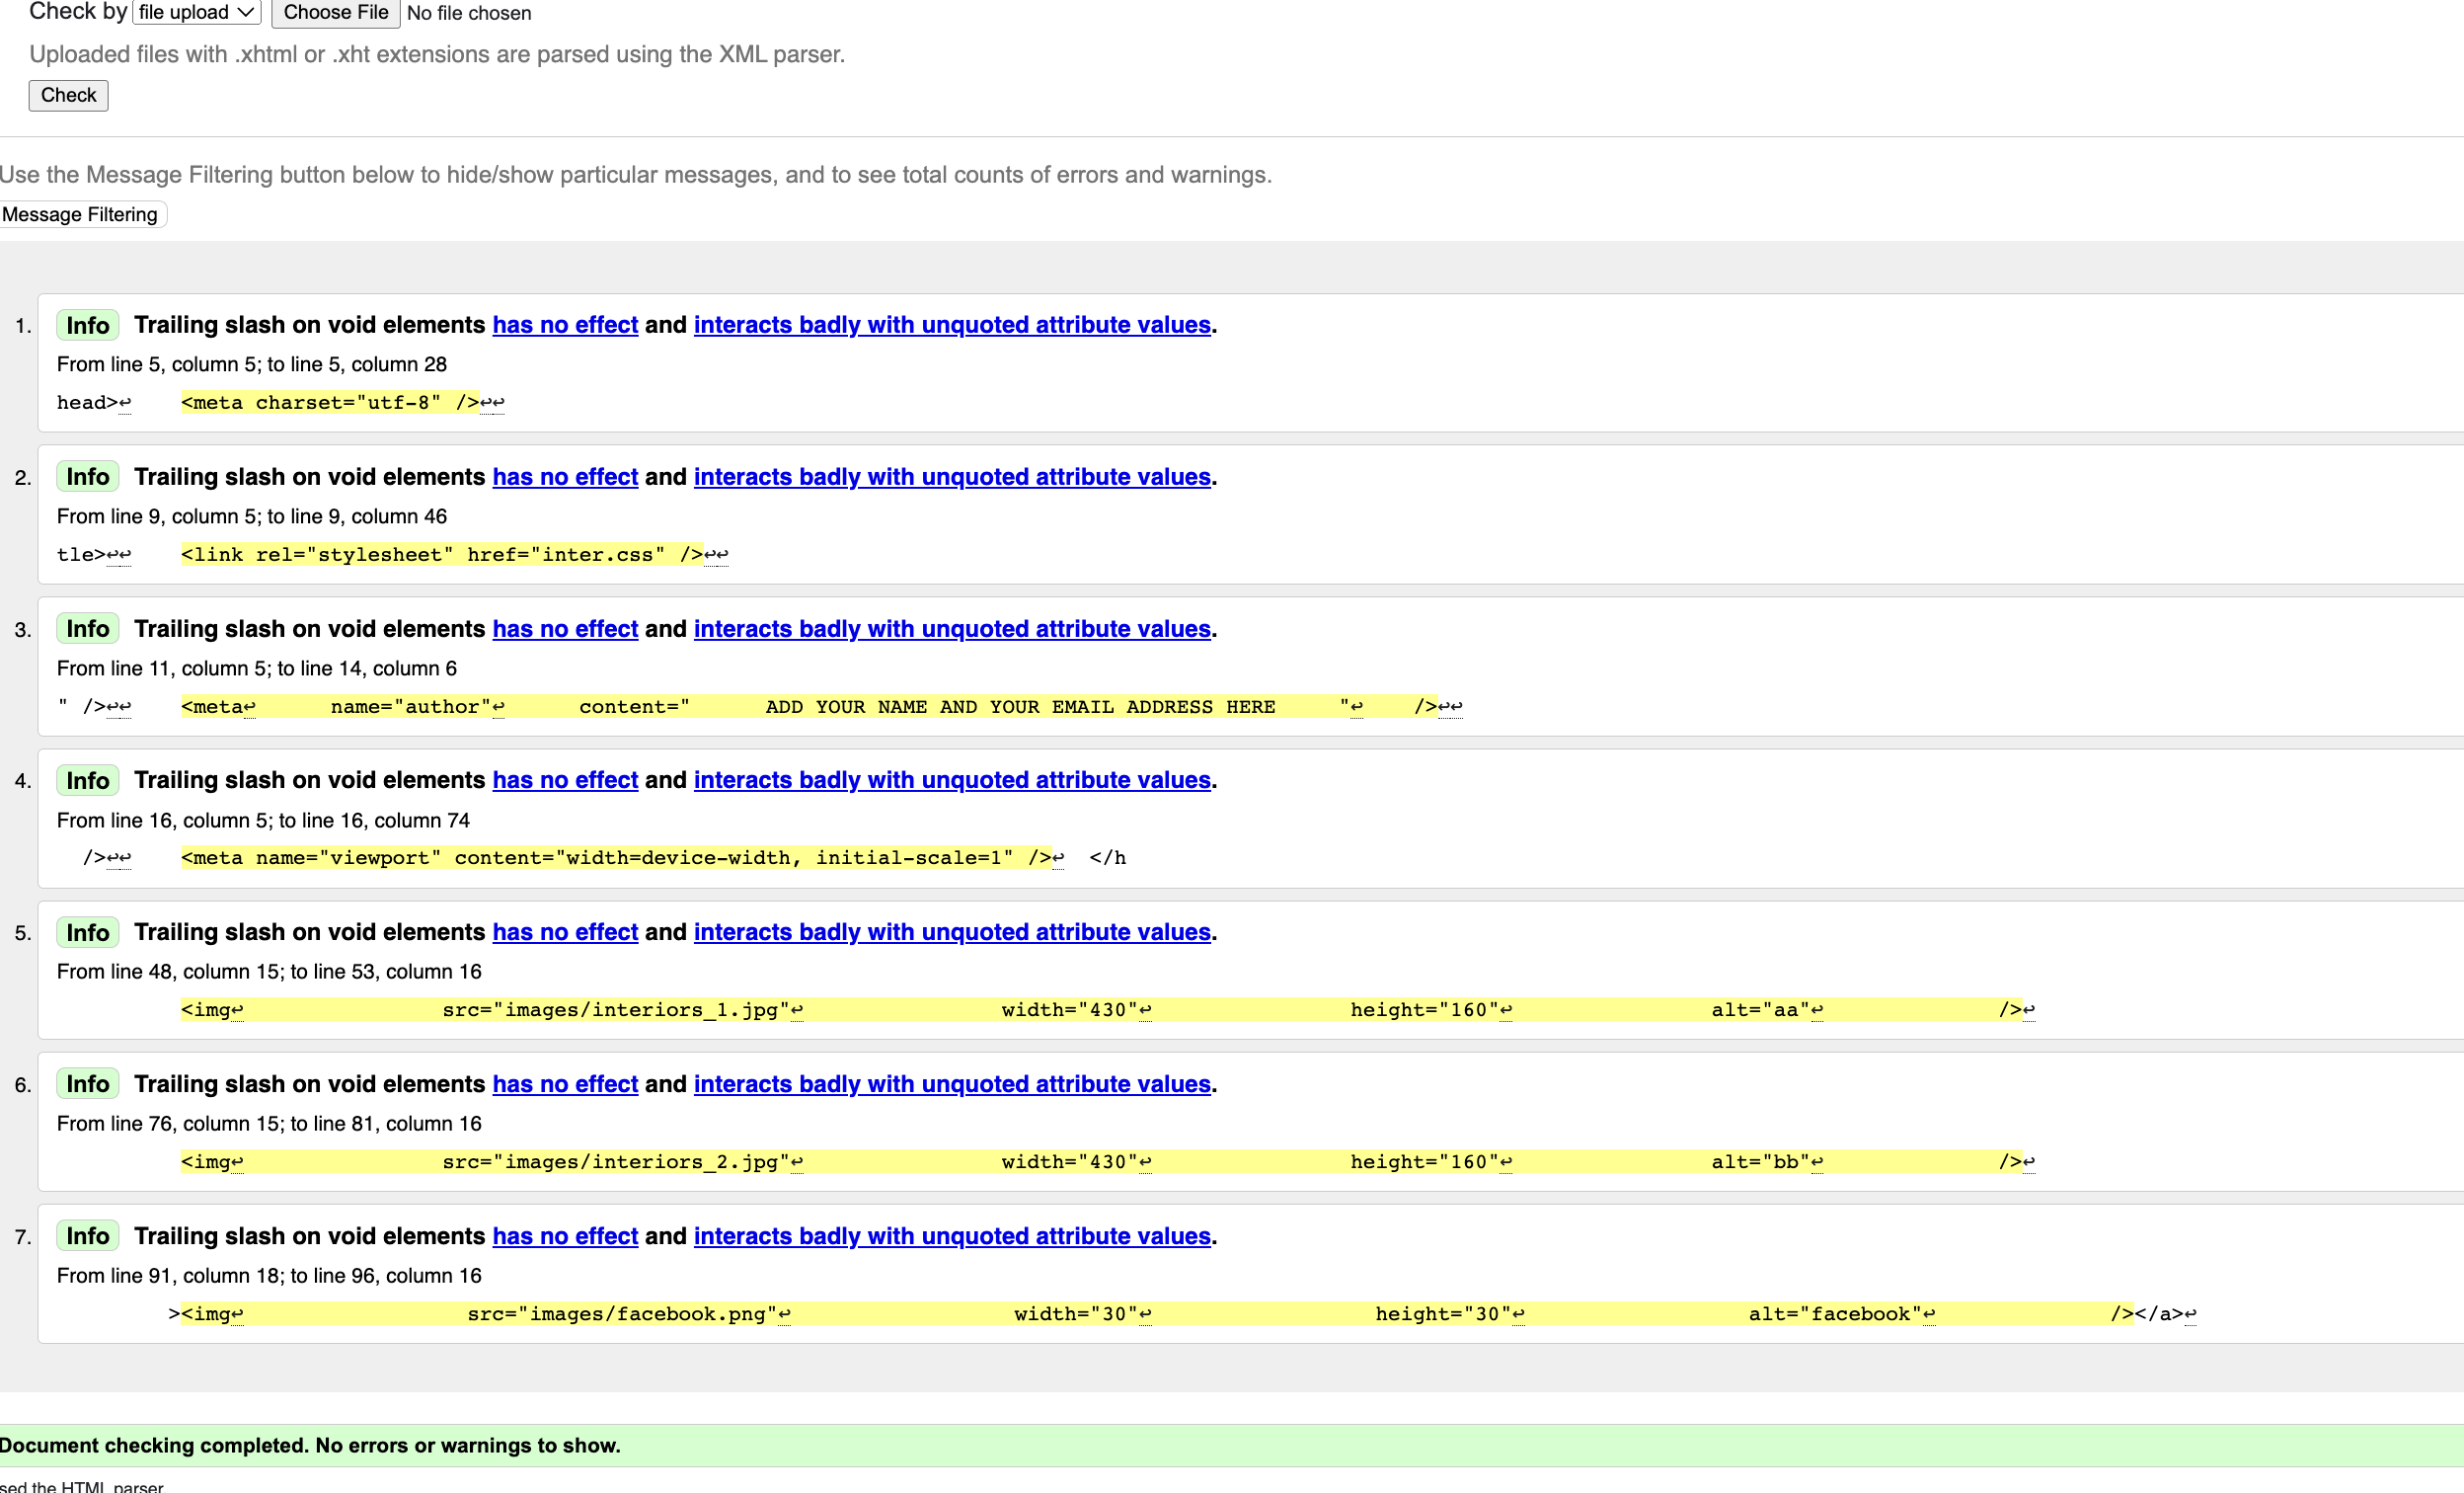 Check by file upload Choose File No file chosen
Uploaded files with .xhtml or .xht extensions are parsed using the XML parser.
Check
Use the Message Filtering button below to hide/show particular messages, and to see total counts of errors and warnings.
Message Filtering
1. Info Trailing slash on void elements has no effect and interacts badly with unquoted attribute values.
From line 5, column 5; to line 5, column 28
head>↩    <meta charset="utf-8" />↩↩
2. Info Trailing slash on void elements has no effect and interacts badly with unquoted attribute values.
From line 9, column 5; to line 9, column 46
tle>↩↩    <link rel="stylesheet" href="inter.css" />↩↩
3. Info Trailing slash on void elements has no effect and interacts badly with unquoted attribute values.
From line 11, column 5; to line 14, column 6
" />↩↩    <meta↩      name="author"↩      content="      ADD YOUR NAME AND YOUR EMAIL ADDRESS HERE     "↩    />↩↩
4. Info Trailing slash on void elements has no effect and interacts badly with unquoted attribute values.
From line 16, column 5; to line 16, column 74
/>↩↩    <meta name="viewport" content="width=device-width, initial-scale=1" />↩  </h
5. Info Trailing slash on void elements has no effect and interacts badly with unquoted attribute values.
From line 48, column 15; to line 53, column 16
<img↩                src="images/interiors_1.jpg"↩                width="430"↩                height="160"↩                alt="aa"↩              />↩
6. Info Trailing slash on void elements has no effect and interacts badly with unquoted attribute values.
From line 76, column 15; to line 81, column 16
<img↩                src="images/interiors_2.jpg"↩                width="430"↩                height="160"↩                alt="bb"↩              />↩
7. Info Trailing slash on void elements has no effect and interacts badly with unquoted attribute values.
From line 91, column 18; to line 96, column 16
><img↩                  src="images/facebook.png"↩                  width="30"↩                  height="30"↩                  alt="facebook"↩              /></a>↩
Document checking completed. No errors or warnings to show.
sed the HTML parser.